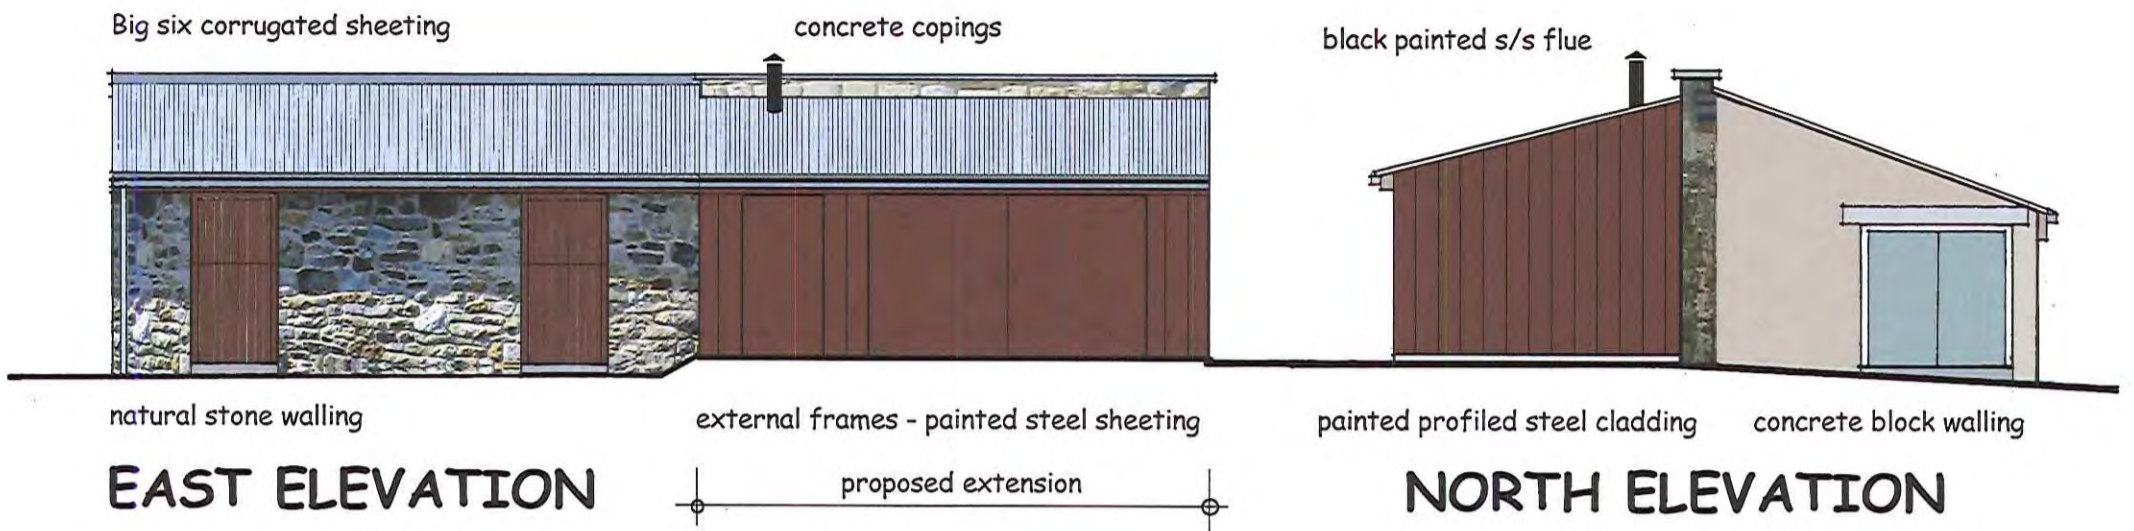 Big six corrugated sheeting
concrete copings
black painted s/s flue
natural stone walling
external frames - painted steel sheeting
painted profiled steel cladding
concrete block walling
EAST ELEVATION
proposed extension
NORTH ELEVATION